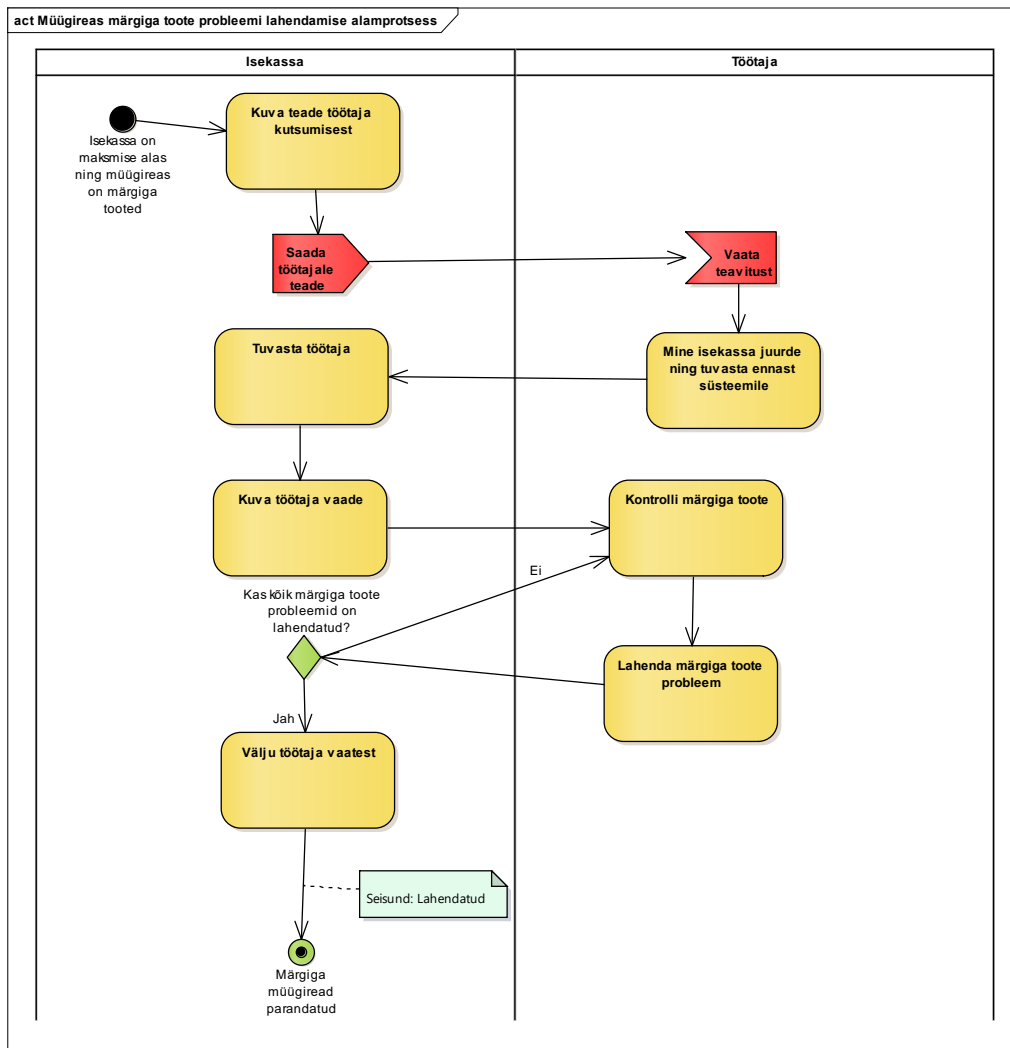 act Müügireas märgiga toote probleemi lahendamise alamprotsess
Isekassa
Töötaja
Isekassa on
maksmise alas
ning müügireas
on märgiga
tooted
Kuva teade töötaja
kutsumisest
Saada
töötajale
teade
Vaata
teavitust
Tuvasta töötaja
Mine isekassa juurde
ning tuvasta ennast
süsteemile
Kuva töötaja vaade
Kontrolli märgiga toote
Ei
Kas kõik märgiga toote
probleemid on
lahendatud?
Lahenda märgiga toote
probleem
Jah
Välju töötaja vaatest
Seisund: Lahendatud
Märgiga
müügiread
parandatud